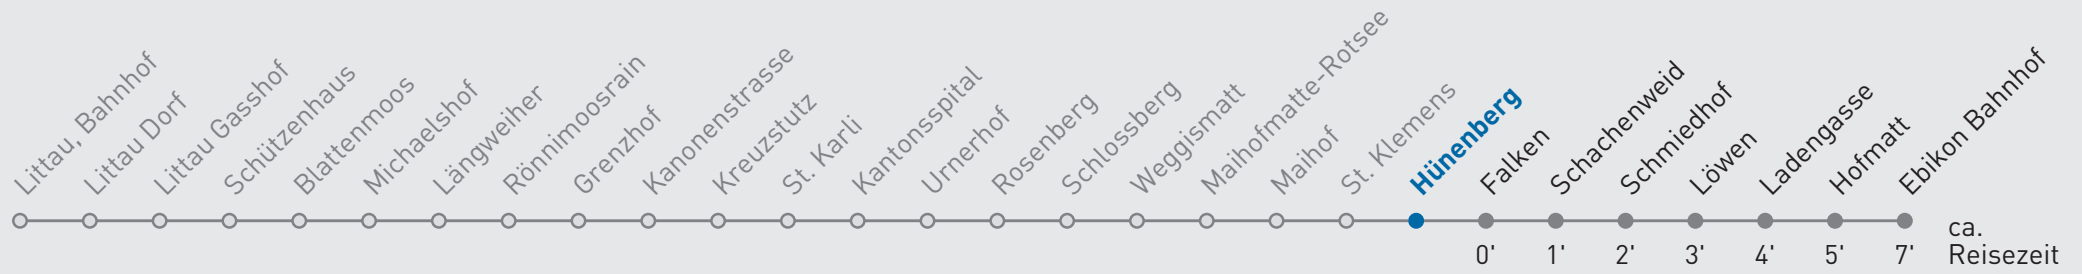 Littau, Bahnhof
Littau Dorf
Littau Gasshof
Schützenhaus
Blattenmoos
Michaelshof
Längweiher
Rönnimoosrain
Grenzhof
Kanonenstrasse
Kreuzstutz
St. Karli
Kantonsspital
Urnerhof
Rosenberg
Schlossberg
Weggismatt
Maihofmatte-Rotsee
Maihof
St. Klemens
Hünenberg
Falken
Schachenweid
Schmiedhof
Löwen
Ladengasse
Hofmatt
Ebikon Bahnhof
0' 1' 2' 3' 4' 5' 7'
ca.
Reisezeit